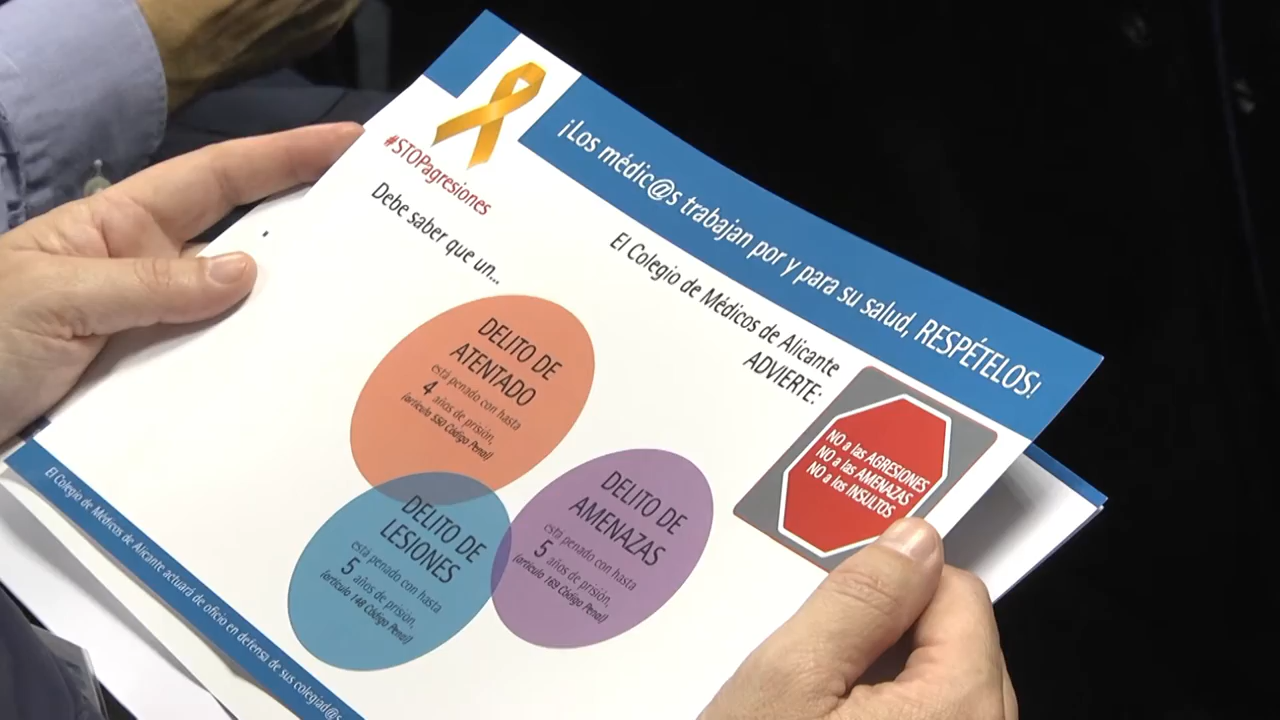 ¡Los médic@s trabajan por y para su salud, RESPÉTELOS!
#STOPagresiones
Debe saber que un...
El Colegio de Médicos de Alicante
ADVIERTE:
NO a las AGRESIONES
NO a las AMENAZAS
NO a los INSULTOS
DELITO DE
ATENTADO
está penado con hasta
4 años de prisión,
(artículo 550 Código Penal)
DELITO DE
LESIONES
está penado con hasta
5 años de prisión,
(artículo 148 Código Penal)
DELITO DE
AMENAZAS
está penado con hasta
5 años de prisión,
(artículo 169 Código Penal)
El Colegio de Médicos de Alicante actuará de oficio en defensa de sus colegiad@s